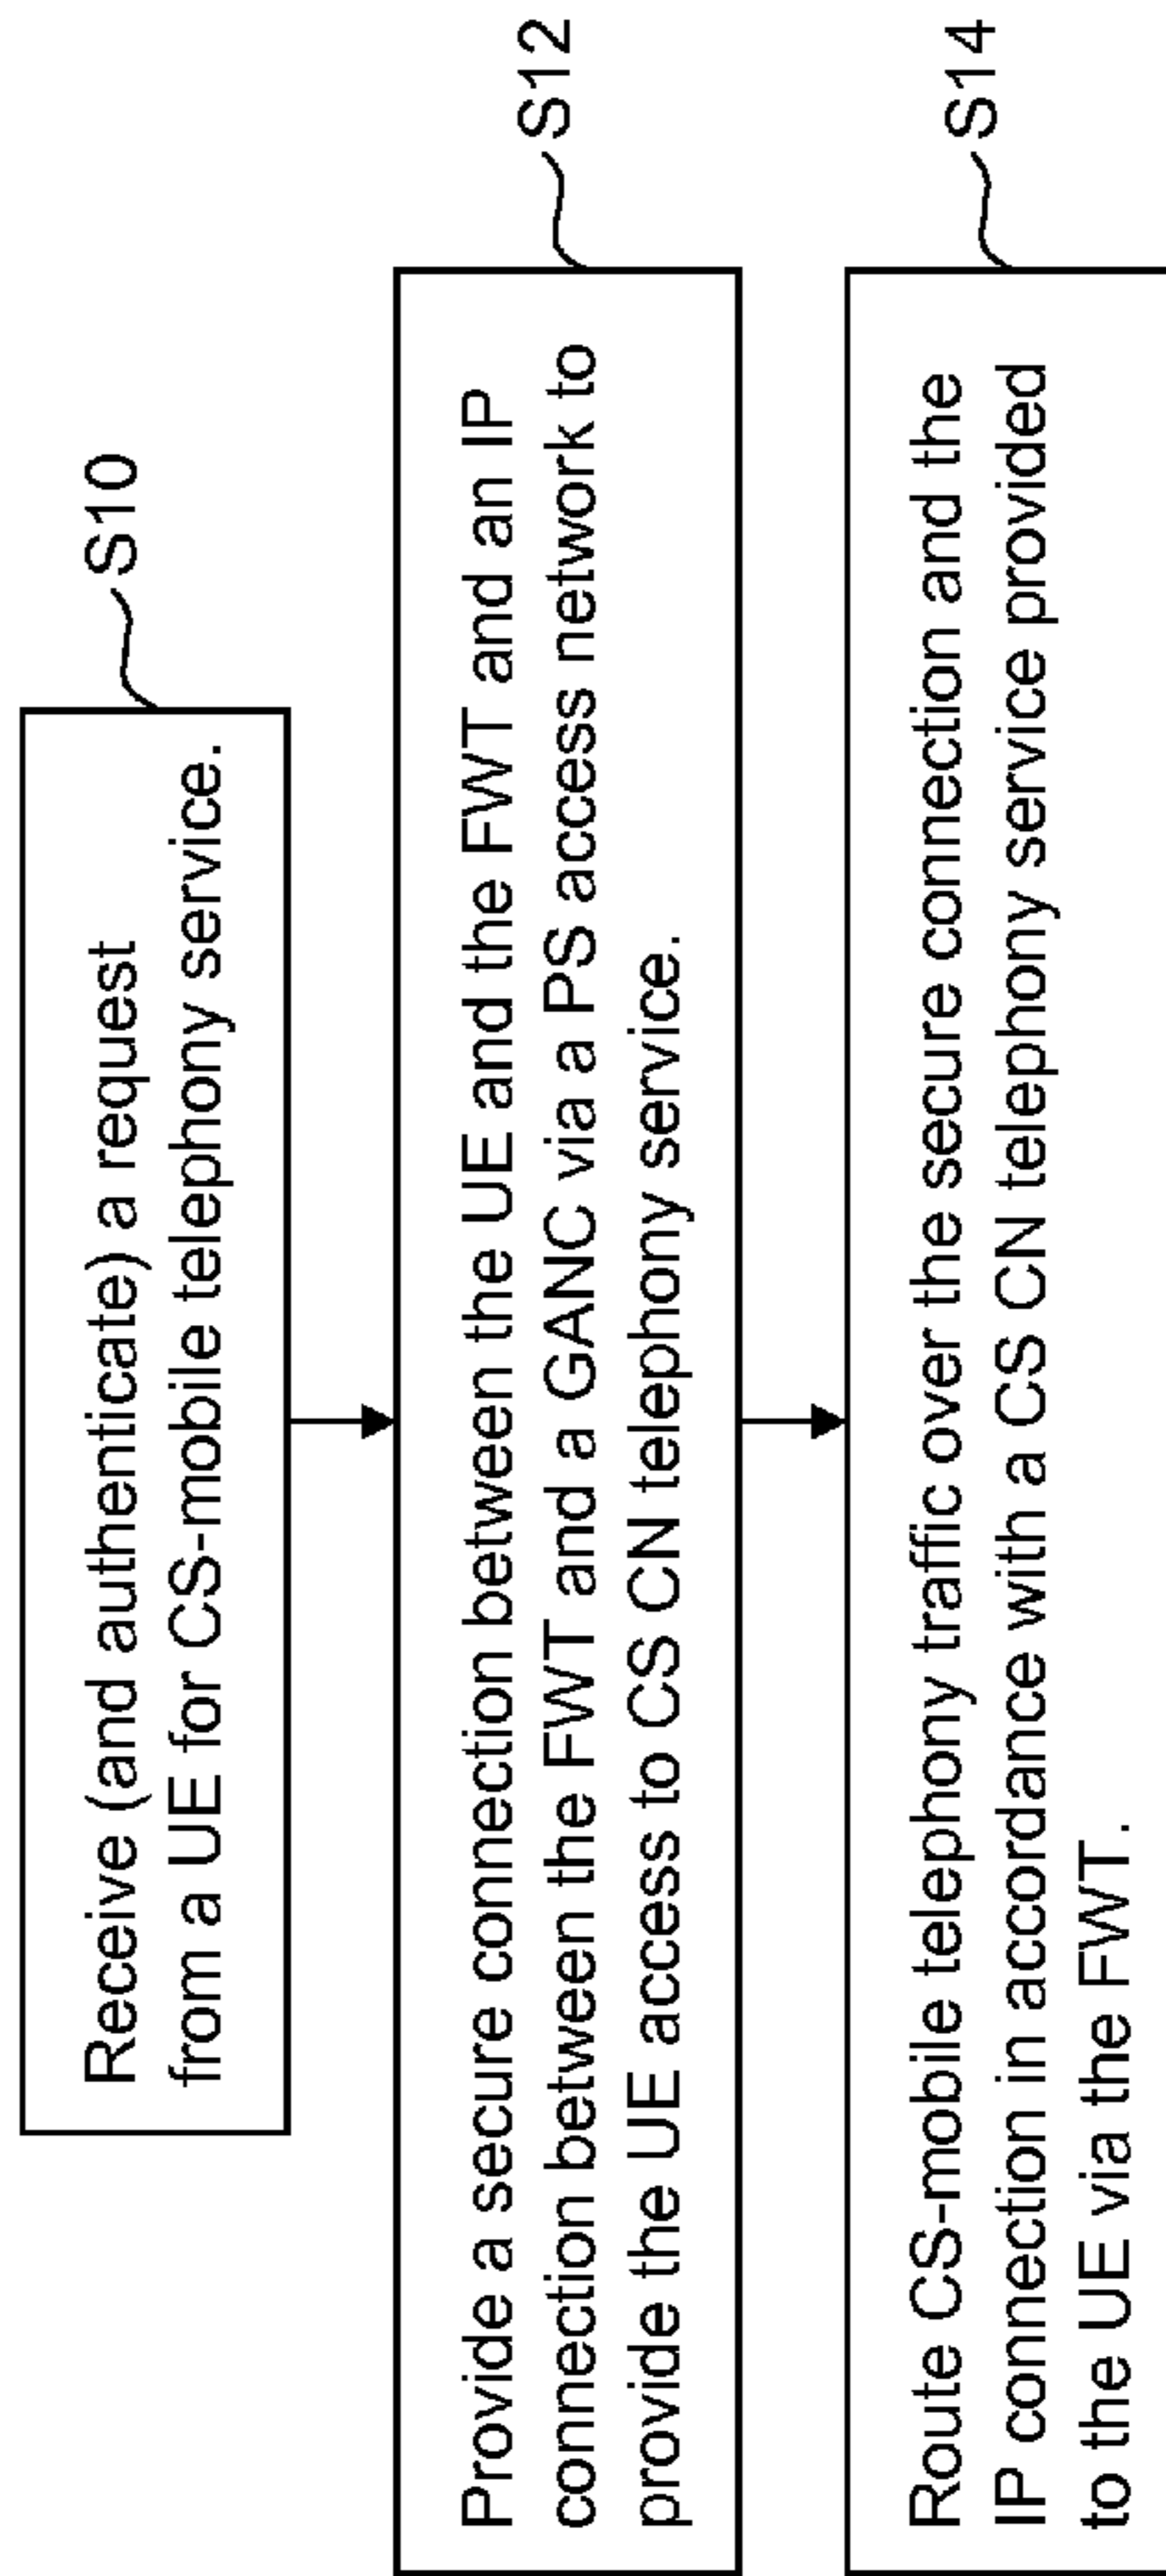 Receive (and authenticate) a request
from a UE for CS-mobile telephony service.
S10
Provide a secure connection between the UE and the FWT and an IP
connection between the FWT and a GANC via a PS access network to
provide the UE access to CS CN telephony service.
S12
Route CS-mobile telephony traffic over the secure connection and the
IP connection in accordance with a CS CN telephony service provided
to the UE via the FWT.
S14